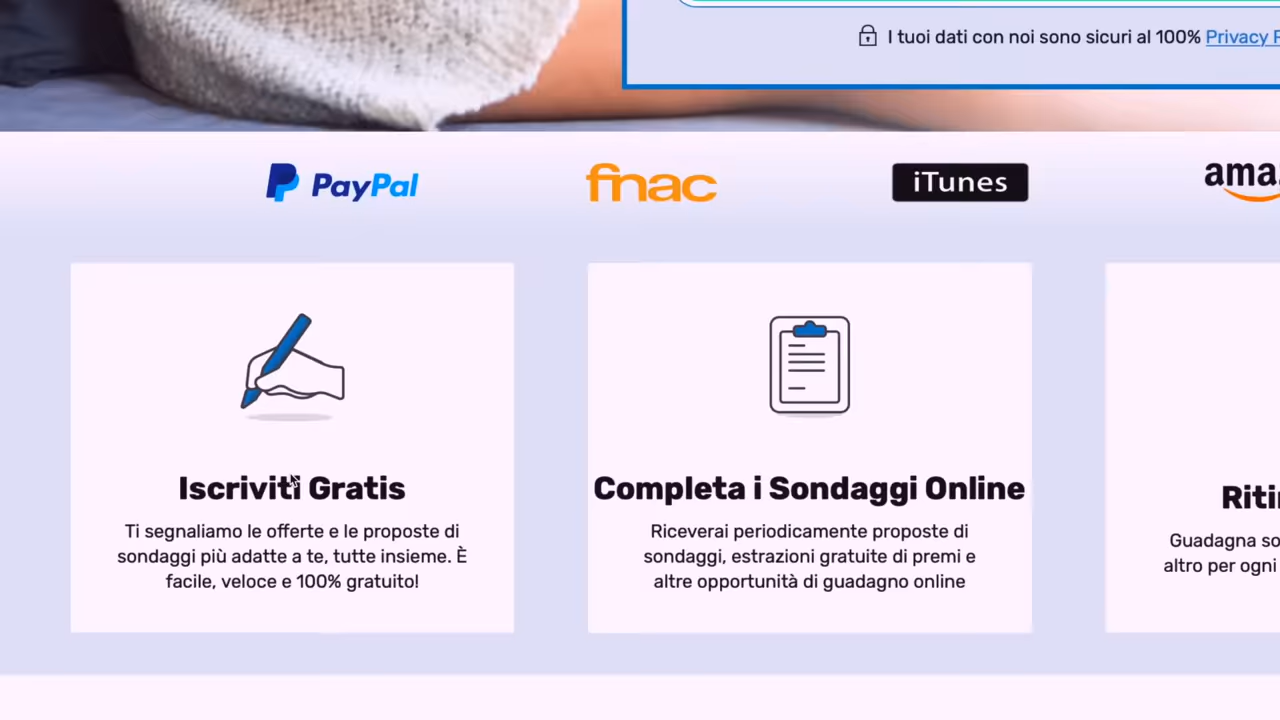 I tuoi dati con noi sono sicuri al 100% Privacy
PayPal fnac iTunes
Iscriviti Gratis
Ti segnaliamo le offerte e le proposte di
sondaggi più adatte a te, tutte insieme. È
facile, veloce e 100% gratuito!
Completa i Sondaggi Online
Riceverai periodicamente proposte di
sondaggi, estrazioni gratuite di premi e
altre opportunità di guadagno online
Guadagna
altro per ogni